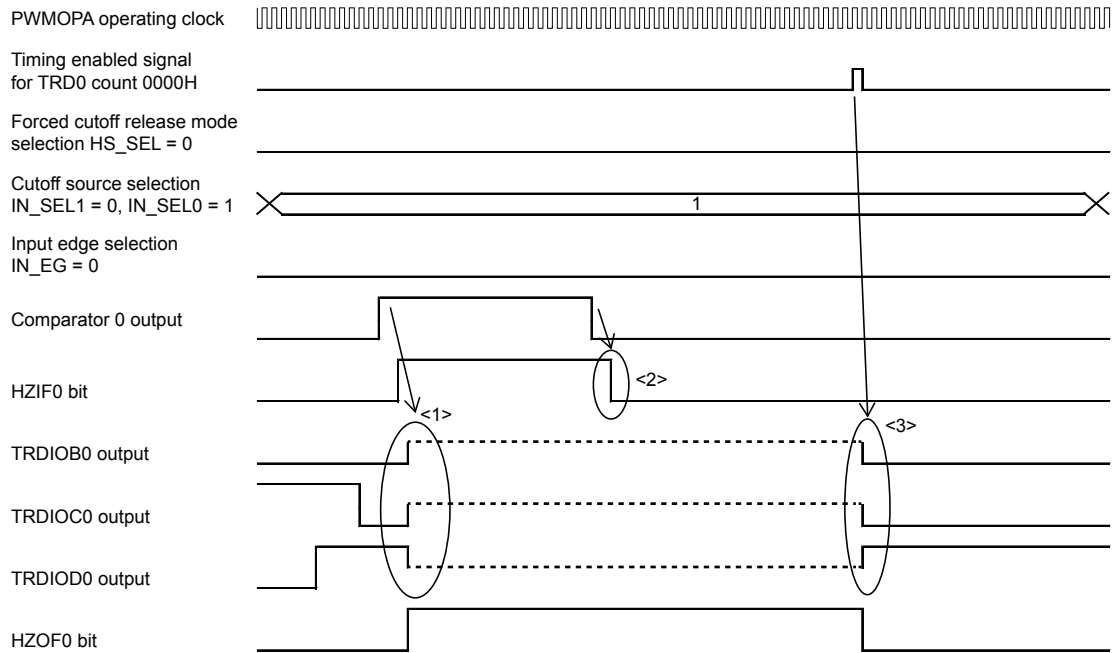 PWMOPA operating clock
Timing enabled signal
for TRD0 count 0000H
Forced cutoff release mode
selection HS_SEL = 0
Cutoff source selection
IN_SEL1 = 0, IN_SEL0 = 1
1
Input edge selection
IN_EG = 0
Comparator 0 output
HZIF0 bit
<2>
<1>
<3>
TRDIOB0 output
TRDIOC0 output
TRDIOD0 output
HZOF0 bit